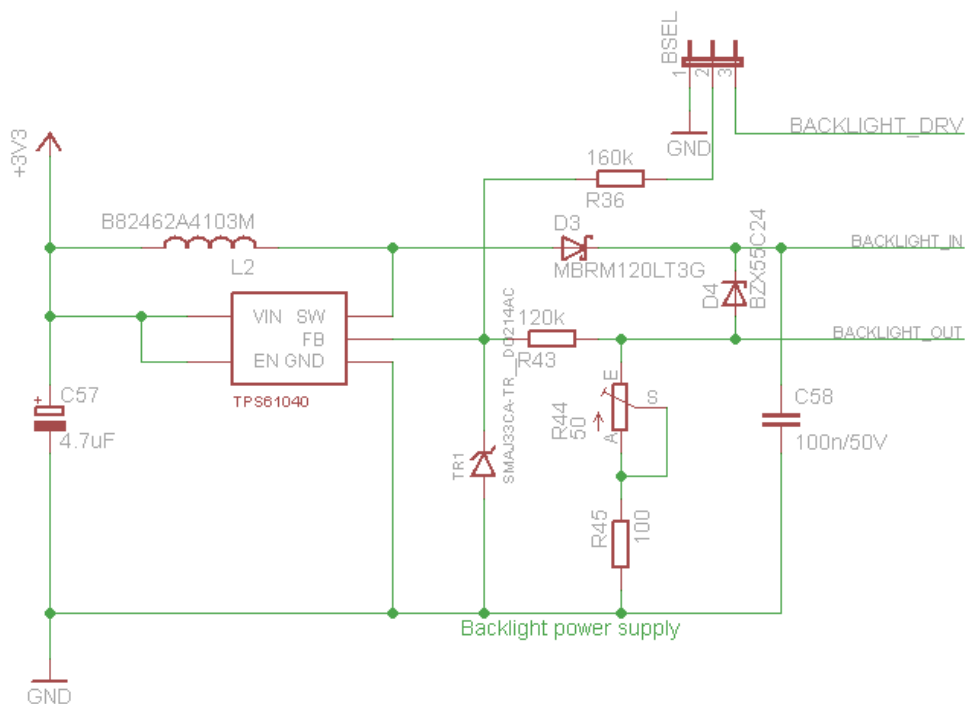 BSEL
1
2
3
BACKLIGHT_DRV
GND
+3V3
160k
R36
B82462A4103M
L2
D3
MBRM120LT3G
BACKLIGHT_IN
D4
BZX55C24
VIN SW
FB
EN GND
TPS61040
120k
R43
SMAJ33CA-TR_DO214AC
TR1
BACKLIGHT_OUT
E
S
A
R44
50
C57
+
4.7uF
C58
100n/50V
R45
100
Backlight power supply
GND